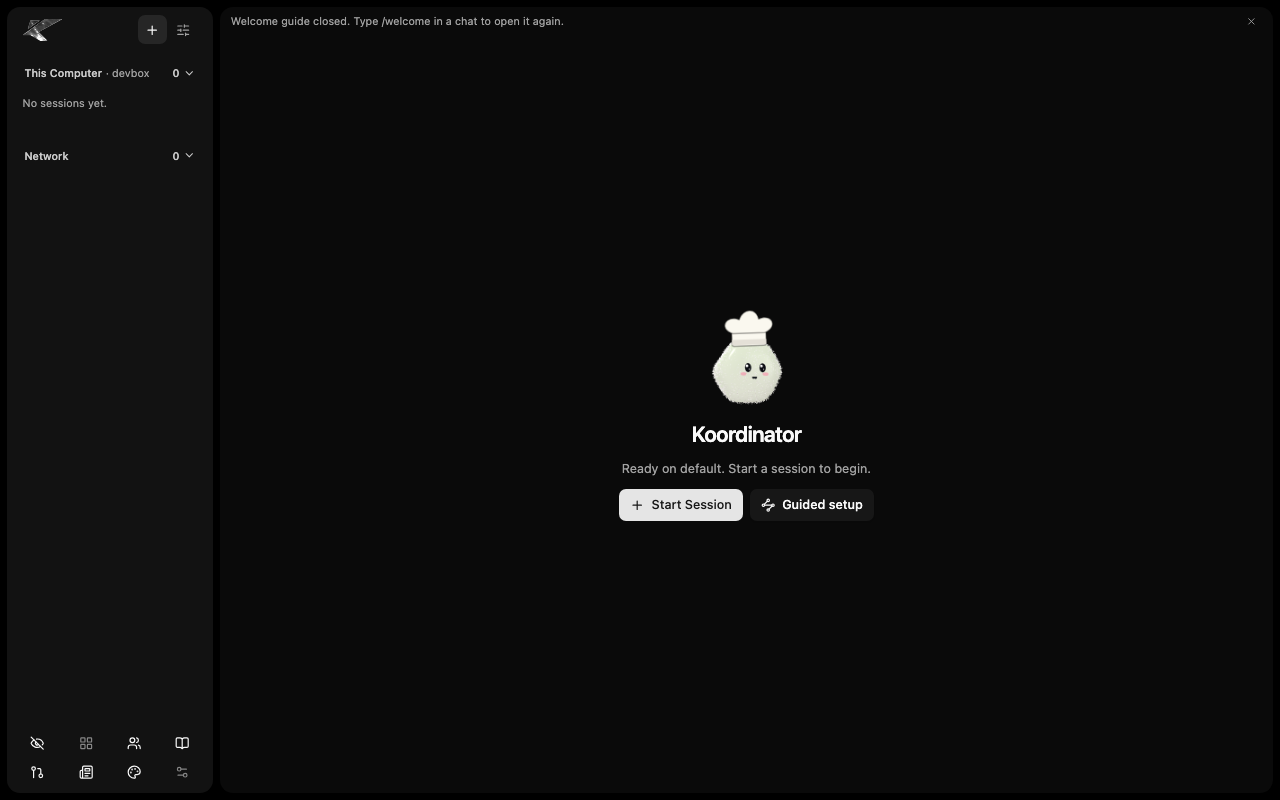 Welcome guide closed. Type /welcome in a chat to open it again.
This Computer · devbox 0
No sessions yet.
Network 0
Koordinator
Ready on default. Start a session to begin.
Start Session
Guided setup